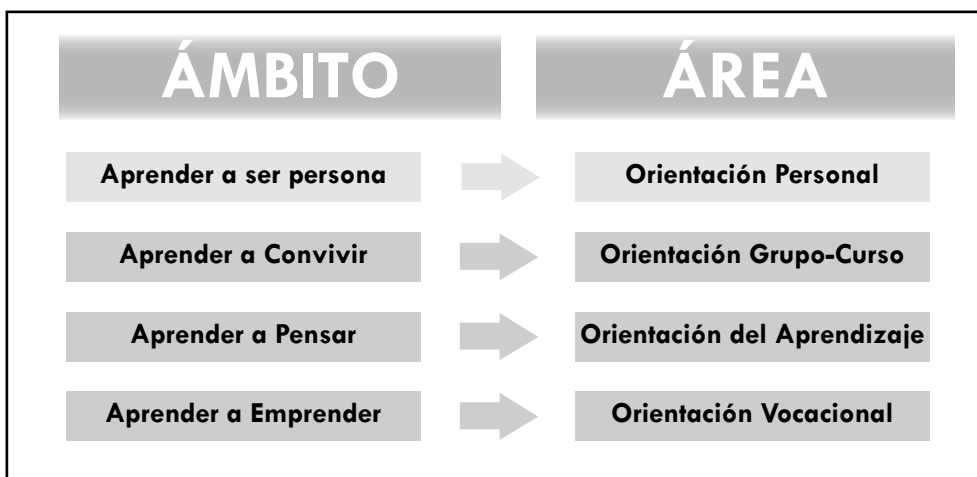 ÁMBITO ÁREA
Aprender a ser persona Orientación Personal
Aprender a Convivir Orientación Grupo-Curso
Aprender a Pensar Orientación del Aprendizaje
Aprender a Emprender Orientación Vocacional